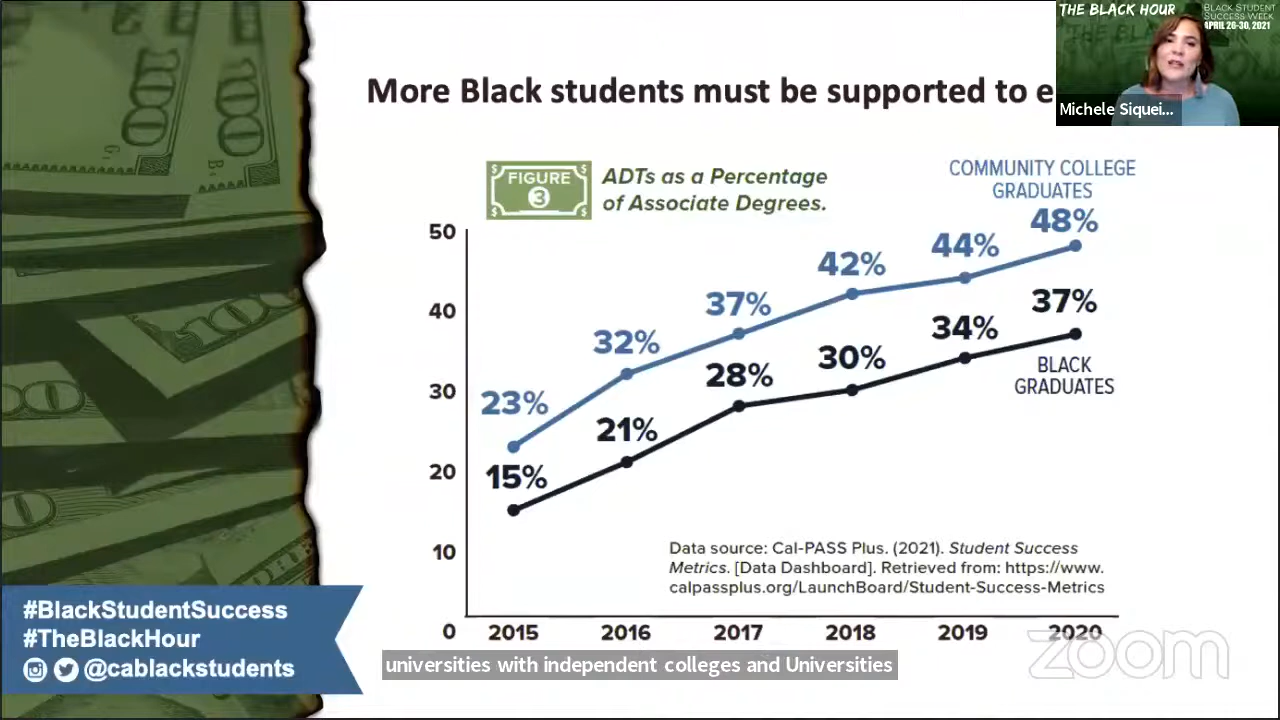 THE BLACK HOUR
BLACK STUDENT
SUCCESS WEEK
APRIL 26-30, 2021
Michele Siquei...
More Black students must be supported to e
FIGURE
3
ADTs as a Percentage
of Associate Degrees.
COMMUNITY COLLEGE
GRADUATES
50
40
30
20
10
0
23%
32%
37%
42%
44%
48%
15%
21%
28%
30%
34%
37%
BLACK
GRADUATES
Data source: Cal-PASS Plus. (2021). Student Success
Metrics. [Data Dashboard]. Retrieved from: https://www.
calpassplus.org/LaunchBoard/Student-Success-Metrics
2015 2016 2017 2018 2019 2020
#BlackStudentSuccess
#TheBlackHour
@cablackstudents
universities with independent colleges and Universities
zoom
100
100